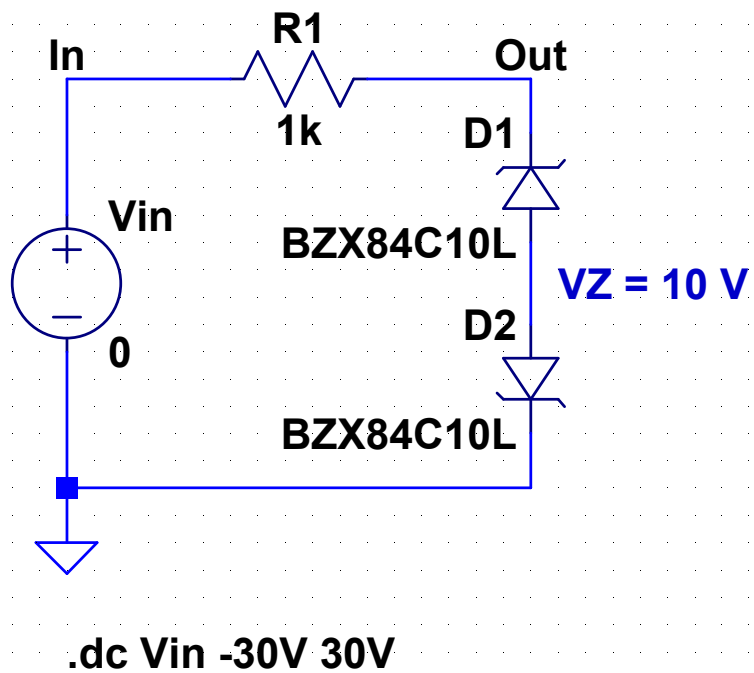 R1
In
Out
1k
D1
Vin
BZX84C10L
VZ = 10 V
D2
0
BZX84C10L
.dc Vin -30V 30V